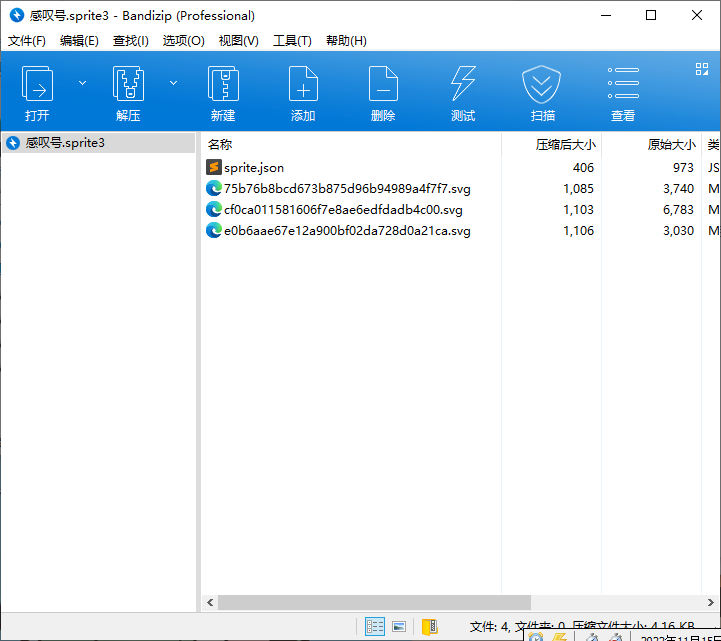 感叹号.sprite3 - Bandizip (Professional)
文件(F) 编辑(E) 查找(I) 选项(O) 视图(V) 工具(T) 帮助(H)
打开 解压 新建 添加 删除 测试 扫描 查看
感叹号.sprite3
名称 压缩后大小 原始大小 类
sprite.json 406 973 JS
75b76b8bcd673b875d96b94989a4f7f7.svg 1,085 3,740 M
cf0ca011581606f7e8ae6edfdadb4c00.svg 1,103 6,783 M
e0b6aae67e12a900bf02da728d0a21ca.svg 1,106 3,030 M
文件: 4, 文件夹: 0, 压缩文件大小: 4.16 KB
2022年11月15日